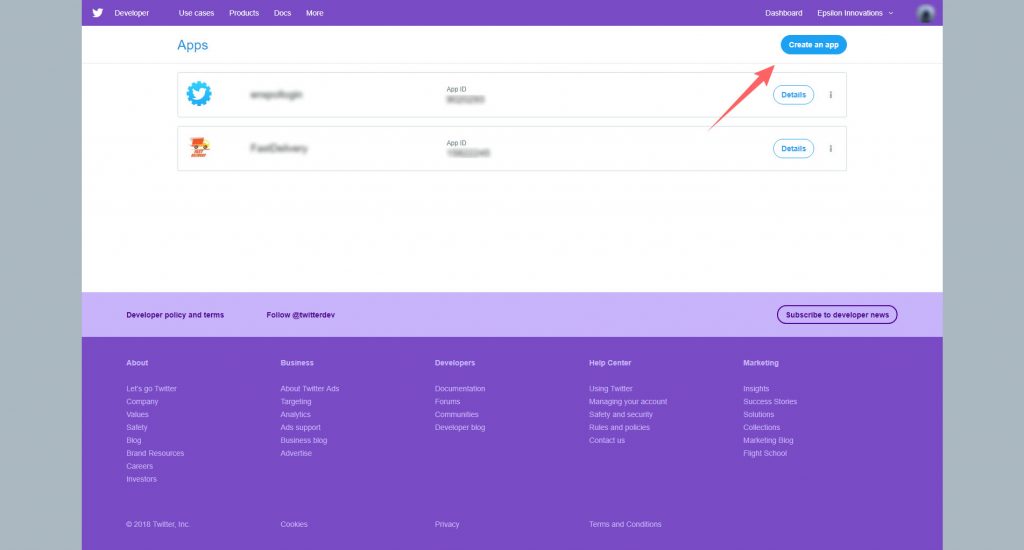 Developer Use cases Products Docs More Dashboard Epsilon Innovations
Apps Create an app
App ID
Details
FastDelivery
App ID
Details
Developer policy and terms Follow @twitterdev Subscribe to developer news
About Business Developers Help Center Marketing
Let's go Twitter About Twitter Ads Documentation Using Twitter Insights
Company Targeting Forums Managing your account Success Stories
Values Analytics Communities Safety and security Solutions
Safety Ads support Developer blog Rules and policies Collections
Blog Business blog Contact us Marketing Blog
Brand Resources Advertise Flight School
Careers
Investors
© 2018 Twitter, Inc. Cookies Privacy Terms and Conditions